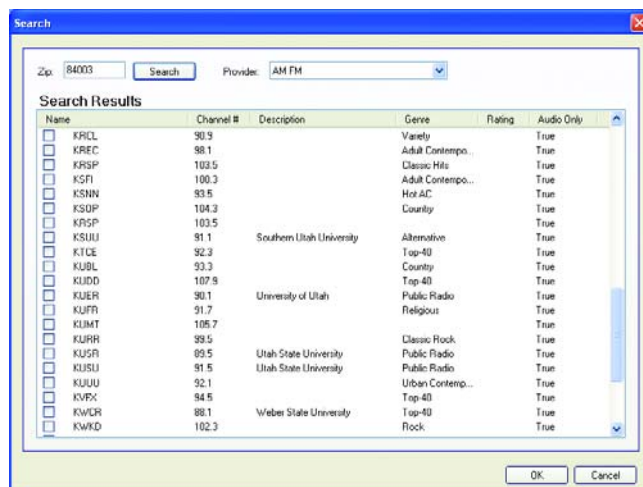 Search
Zip: 84003 Search Provider: AM FM
Search Results
Name Channel # Description Genre Rating Audio Only
KRCL 90.9 Variety True
KREC 98.1 Adult Contempo... True
KRSP 103.5 Classic Hits True
KSFI 100.3 Adult Contempo... True
KSNN 93.5 Hot AC True
KSOP 104.3 Country True
KRSP 103.5 True
KSUU 91.1 Southern Utah University Alternative True
KTCE 92.3 Top-40 True
KUBL 93.3 Country True
KUDD 107.9 Top-40 True
KUER 90.1 University of Utah Public Radio True
KUFR 91.7 Religious True
KUMT 105.7 True
KURR 99.5 Classic Rock True
KUSR 89.5 Utah State University Public Radio True
KUSU 91.5 Utah State University Public Radio True
KUUU 92.1 Urban Contemp... True
KVFX 94.5 Top-40 True
KWCR 88.1 Weber State University Top-40 True
KWKD 102.3 Rock True
OK Cancel